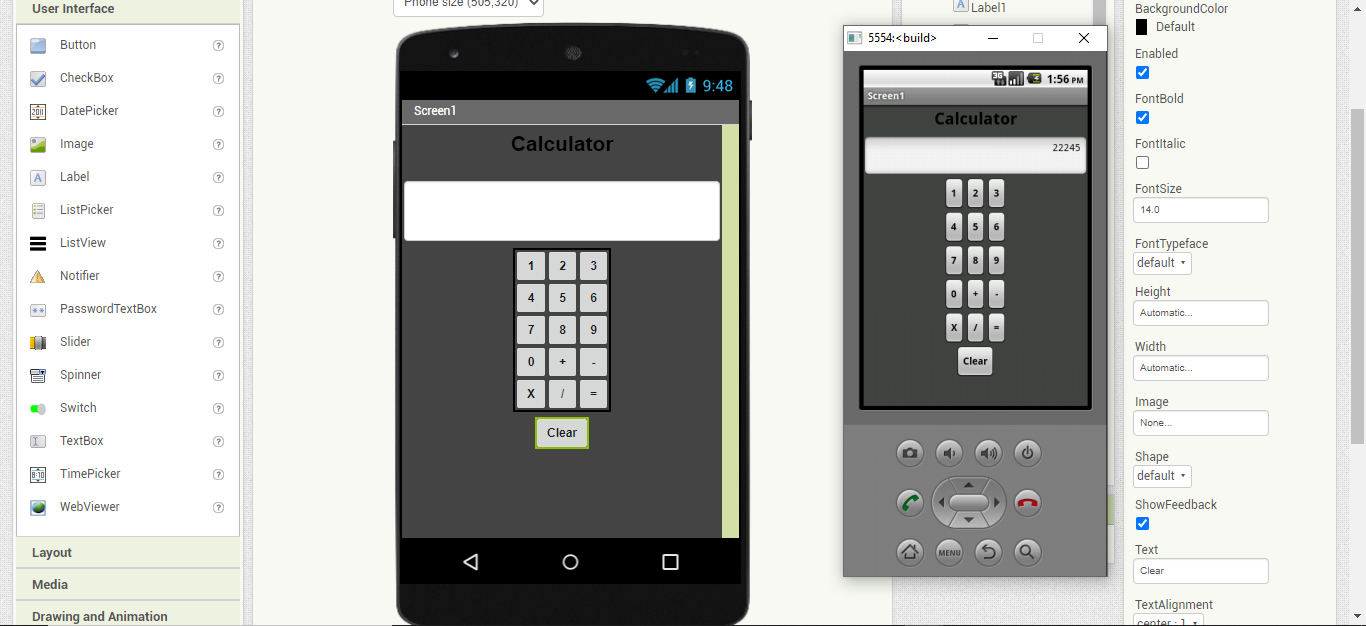 User Interface
Button ?
CheckBox ?
DatePicker ?
Image ?
Label ?
ListPicker ?
ListView ?
Notifier ?
PasswordTextBox ?
Slider ?
Spinner ?
Switch ?
TextBox ?
TimePicker ?
WebViewer ?
Layout
Media
Drawing and Animation
Phone size (505,320)
9:48
Screen1
Calculator
1 2 3
4 5 6
7 8 9
0 + -
X / =
Clear
Label1
5554:<build>
3G 1:56 PM
Screen1
Calculator
22245
1 2 3
4 5 6
7 8 9
0 + -
X / =
Clear
MENU
BackgroundColor
Default
Enabled
FontBold
FontItalic
FontSize
14.0
FontTypeface
default
Height
Automatic...
Width
Automatic...
Image
None...
Shape
default
ShowFeedback
Text
Clear
TextAlignment
center : 1